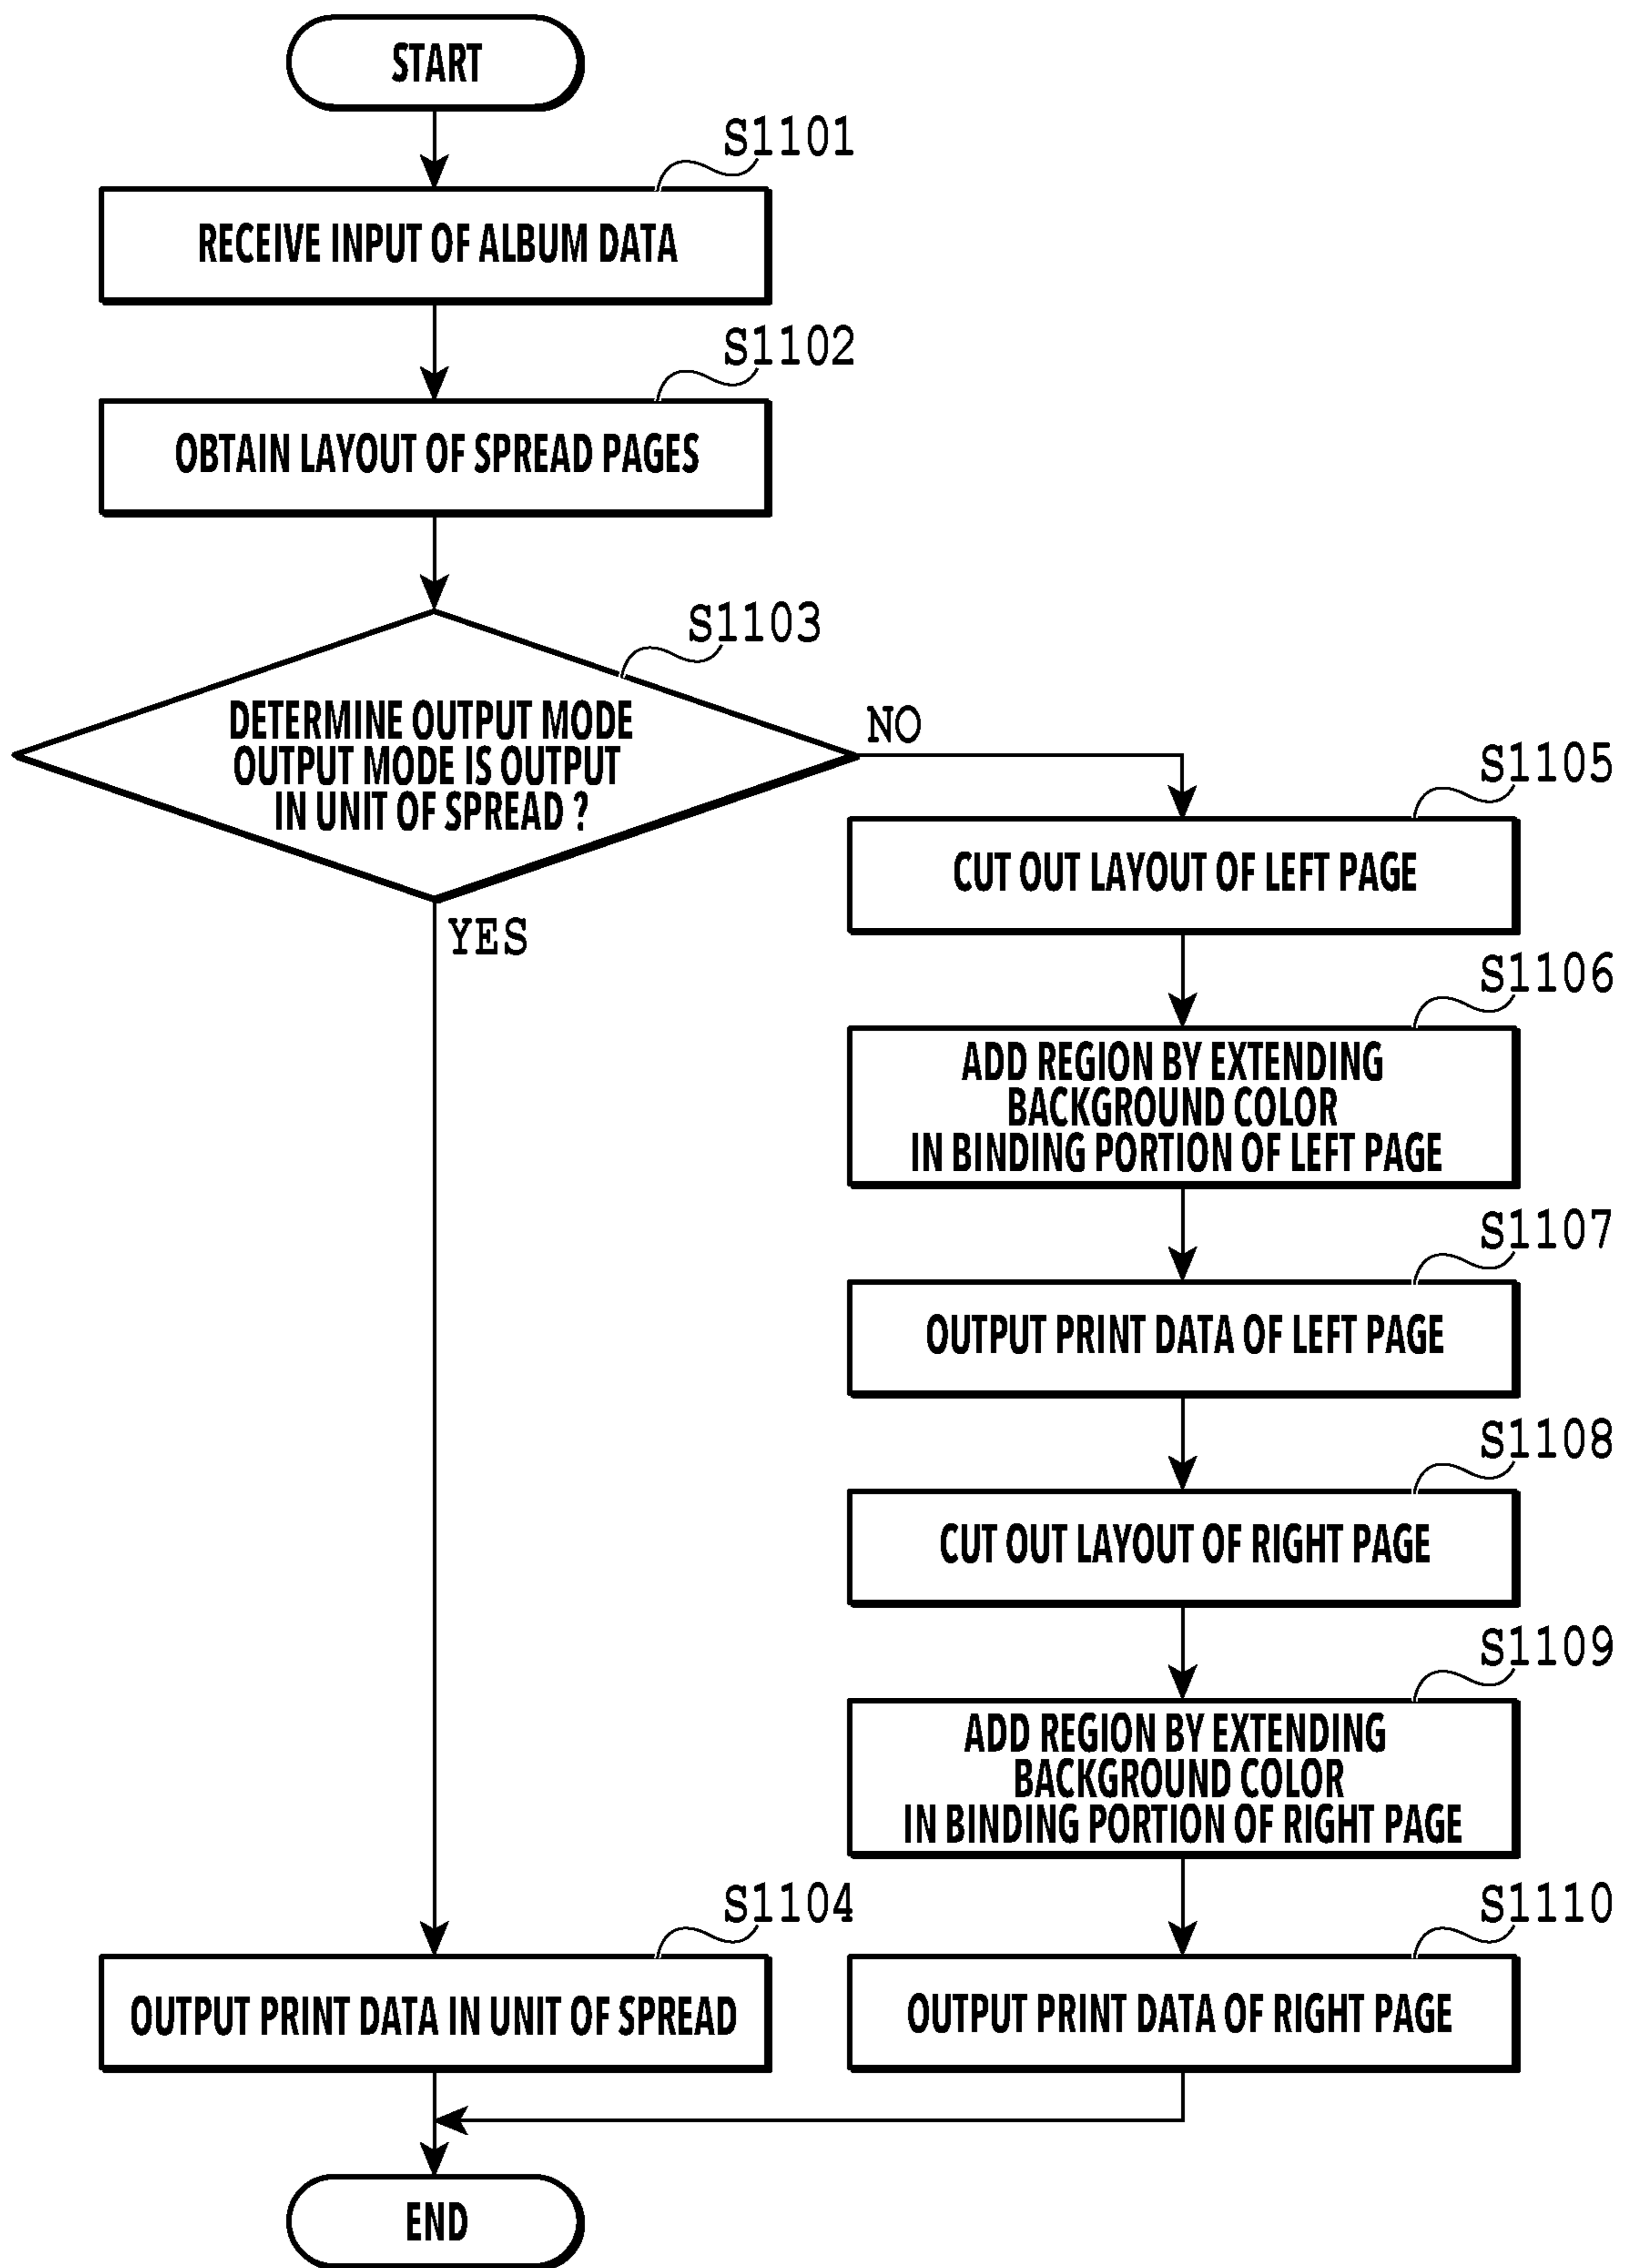 START
S1101
RECEIVE INPUT OF ALBUM DATA
S1102
OBTAIN LAYOUT OF SPREAD PAGES
S1103
DETERMINE OUTPUT MODE
OUTPUT MODE IS OUTPUT
IN UNIT OF SPREAD ?
NO
YES
S1105
CUT OUT LAYOUT OF LEFT PAGE
S1106
ADD REGION BY EXTENDING
BACKGROUND COLOR
IN BINDING PORTION OF LEFT PAGE
S1107
OUTPUT PRINT DATA OF LEFT PAGE
S1108
CUT OUT LAYOUT OF RIGHT PAGE
S1109
ADD REGION BY EXTENDING
BACKGROUND COLOR
IN BINDING PORTION OF RIGHT PAGE
S1104
OUTPUT PRINT DATA IN UNIT OF SPREAD
S1110
OUTPUT PRINT DATA OF RIGHT PAGE
END